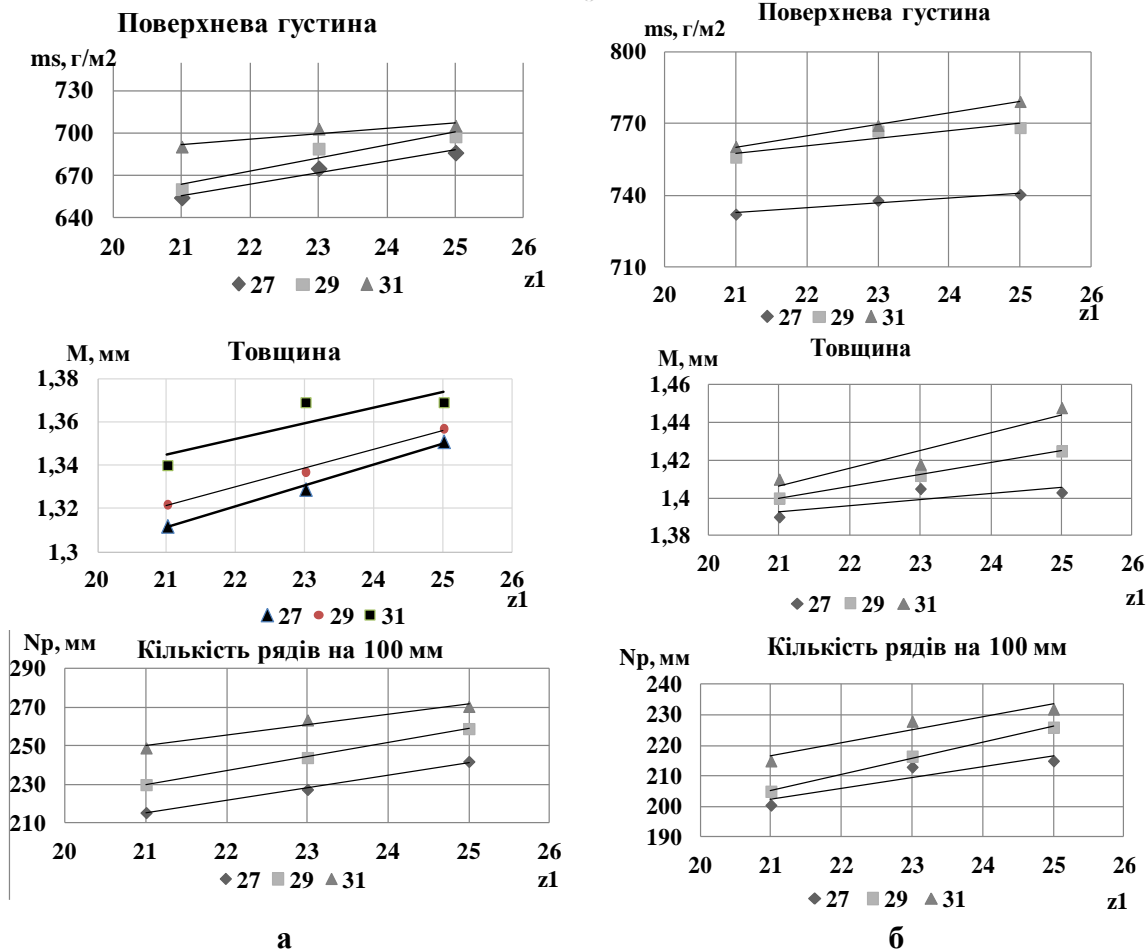 Поверхнева густина
ms, г/м2
730
700
670
640
20 21 22 23 24 25 26
z1
27 29 31
Поверхнева густина
ms, г/м2
800
770
740
710
20 21 22 23 24 25 26
z1
27 29 31
Товщина
М, мм
1,38
1,36
1,34
1,32
1,3
20 21 22 23 24 25 26
z1
27 29 31
Товщина
М, мм
1,46
1,44
1,42
1,4
1,38
20 21 22 23 24 25 26
z1
27 29 31
Кількість рядів на 100 мм
Nр, мм
290
270
250
230
210
20 21 22 23 24 25 26
z1
27 29 31
Кількість рядів на 100 мм
Nр, мм
240
230
220
210
200
190
20 21 22 23 24 25 26
z1
27 29 31
а
б